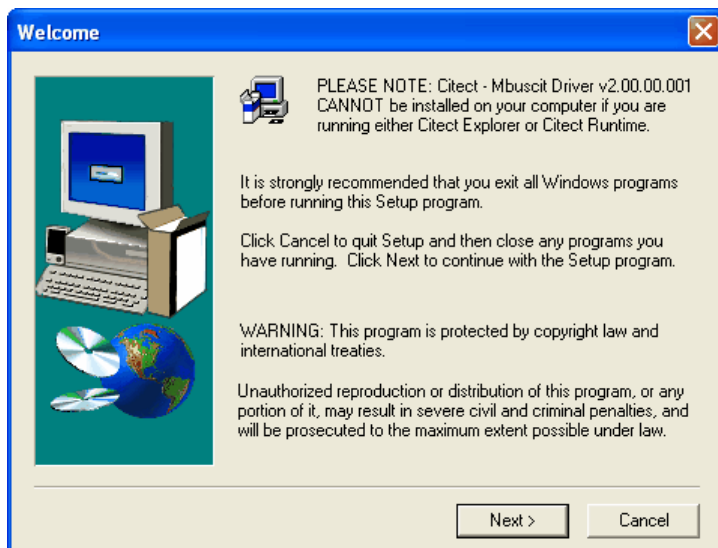 Welcome
PLEASE NOTE: Citect - Mbuscit Driver v2.00.00.001
CANNOT be installed on your computer if you are
running either Citect Explorer or Citect Runtime.
It is strongly recommended that you exit all Windows programs
before running this Setup program.
Click Cancel to quit Setup and then close any programs you
have running.  Click Next to continue with the Setup program.
WARNING: This program is protected by copyright law and
international treaties.
Unauthorized reproduction or distribution of this program, or any
portion of it, may result in severe civil and criminal penalties, and
will be prosecuted to the maximum extent possible under law.
Next >
Cancel